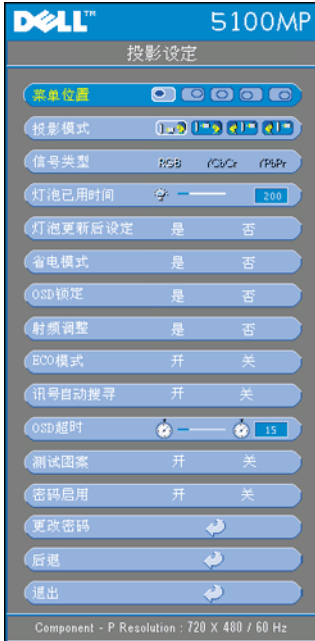 DELL™ 5100MP
投影设定
菜单位置
投影模式
信号类型 RGB YCbCr YPbPr
灯泡已用时间 200
灯泡更新后设定 是 否
省电模式 是 否
OSD锁定 是 否
射频调整 是 否
ECO模式 开 关
讯号自动搜寻 开 关
OSD超时 15
测试图案 开 关
密码启用 开 关
更改密码
后退
退出
Component - P Resolution : 720 X 480 / 60 Hz